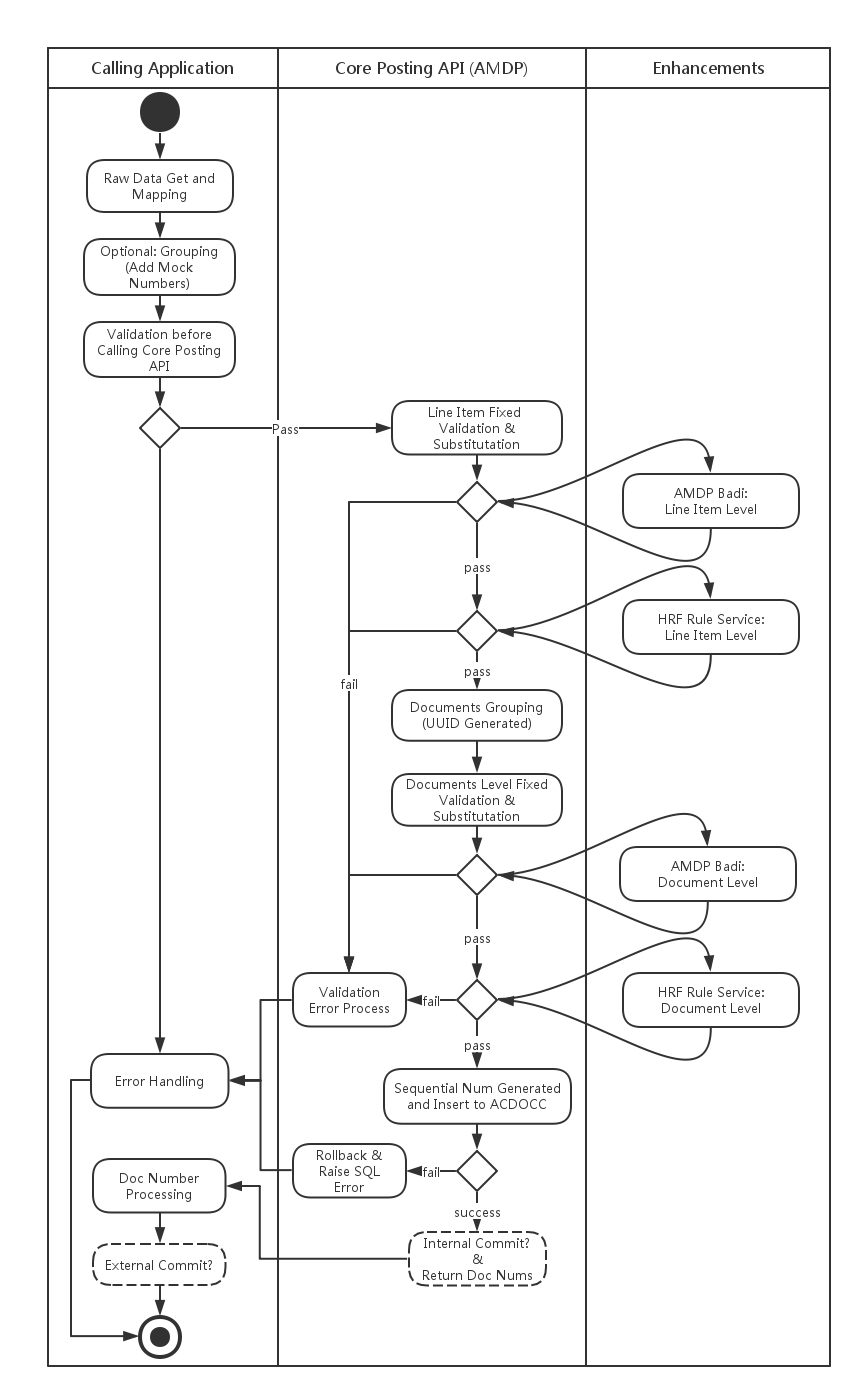 Calling Application
Core Posting API (AMDP)
Enhancements
Raw Data Get and
Mapping
Optional: Grouping
(Add Mock
Numbers)
Validation before
Calling Core Posting
API
Pass
Line Item Fixed
Validation &
Substitutation
AMDP Badi:
Line Item Level
pass
HRF Rule Service:
Line Item Level
pass
fail
Documents Grouping
(UUID Generated)
Documents Level Fixed
Validation &
Substitutation
AMDP Badi:
Document Level
pass
Validation
Error Process
fail
HRF Rule Service:
Document Level
pass
Error Handling
Sequential Num Generated
and Insert to ACDOCC
Rollback &
Raise SQL
Error
fail
Doc Number
Processing
success
Internal Commit?
&
Return Doc Nums
External Commit?